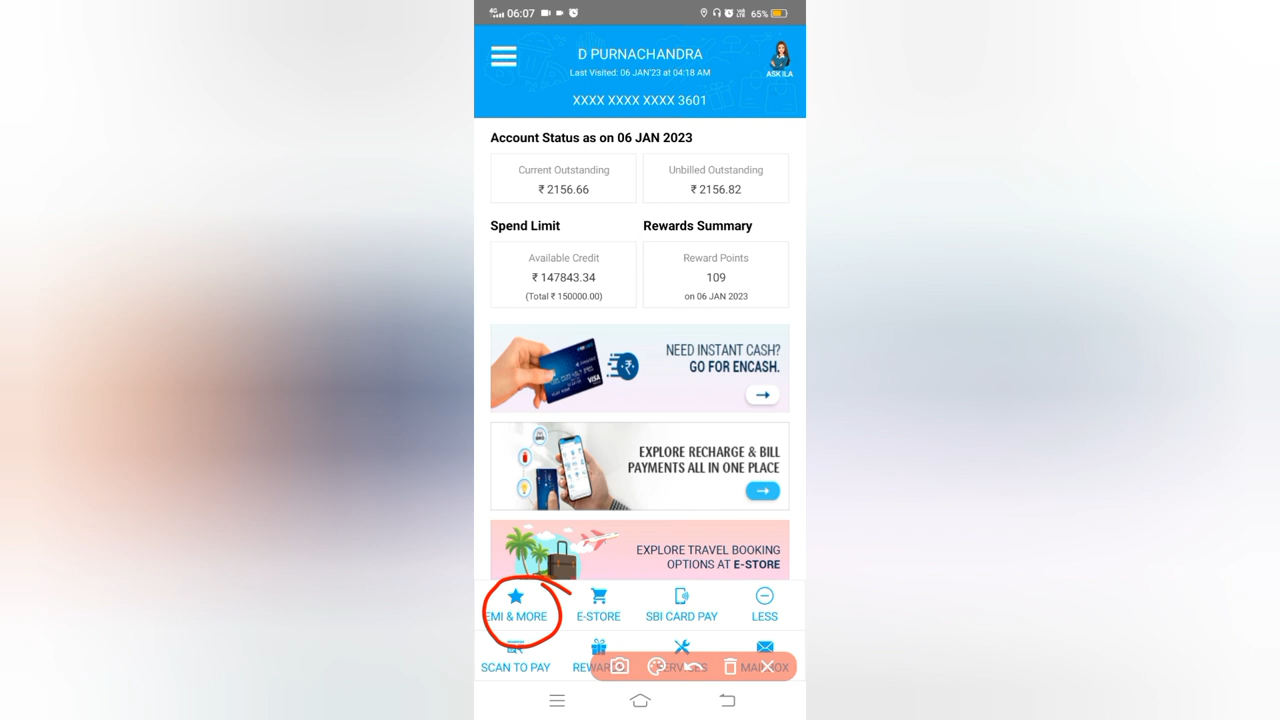 4G 06:07 65%
D PURNACHANDRA
Last Visited: 06 JAN'23 at 04:18 AM
ASK ILA
XXXX XXXX XXXX 3601
Account Status as on 06 JAN 2023
Current Outstanding
₹ 2156.66
Unbilled Outstanding
₹ 2156.82
Spend Limit
Rewards Summary
Available Credit
₹ 147843.34
(Total ₹ 150000.00)
Reward Points
109
on 06 JAN 2023
NEED INSTANT CASH?
GO FOR ENCASH.
VISA
EXPLORE RECHARGE & BILL
PAYMENTS ALL IN ONE PLACE
EXPLORE TRAVEL BOOKING
OPTIONS AT E-STORE
EMI & MORE
E-STORE
SBI CARD PAY
LESS
SCAN TO PAY